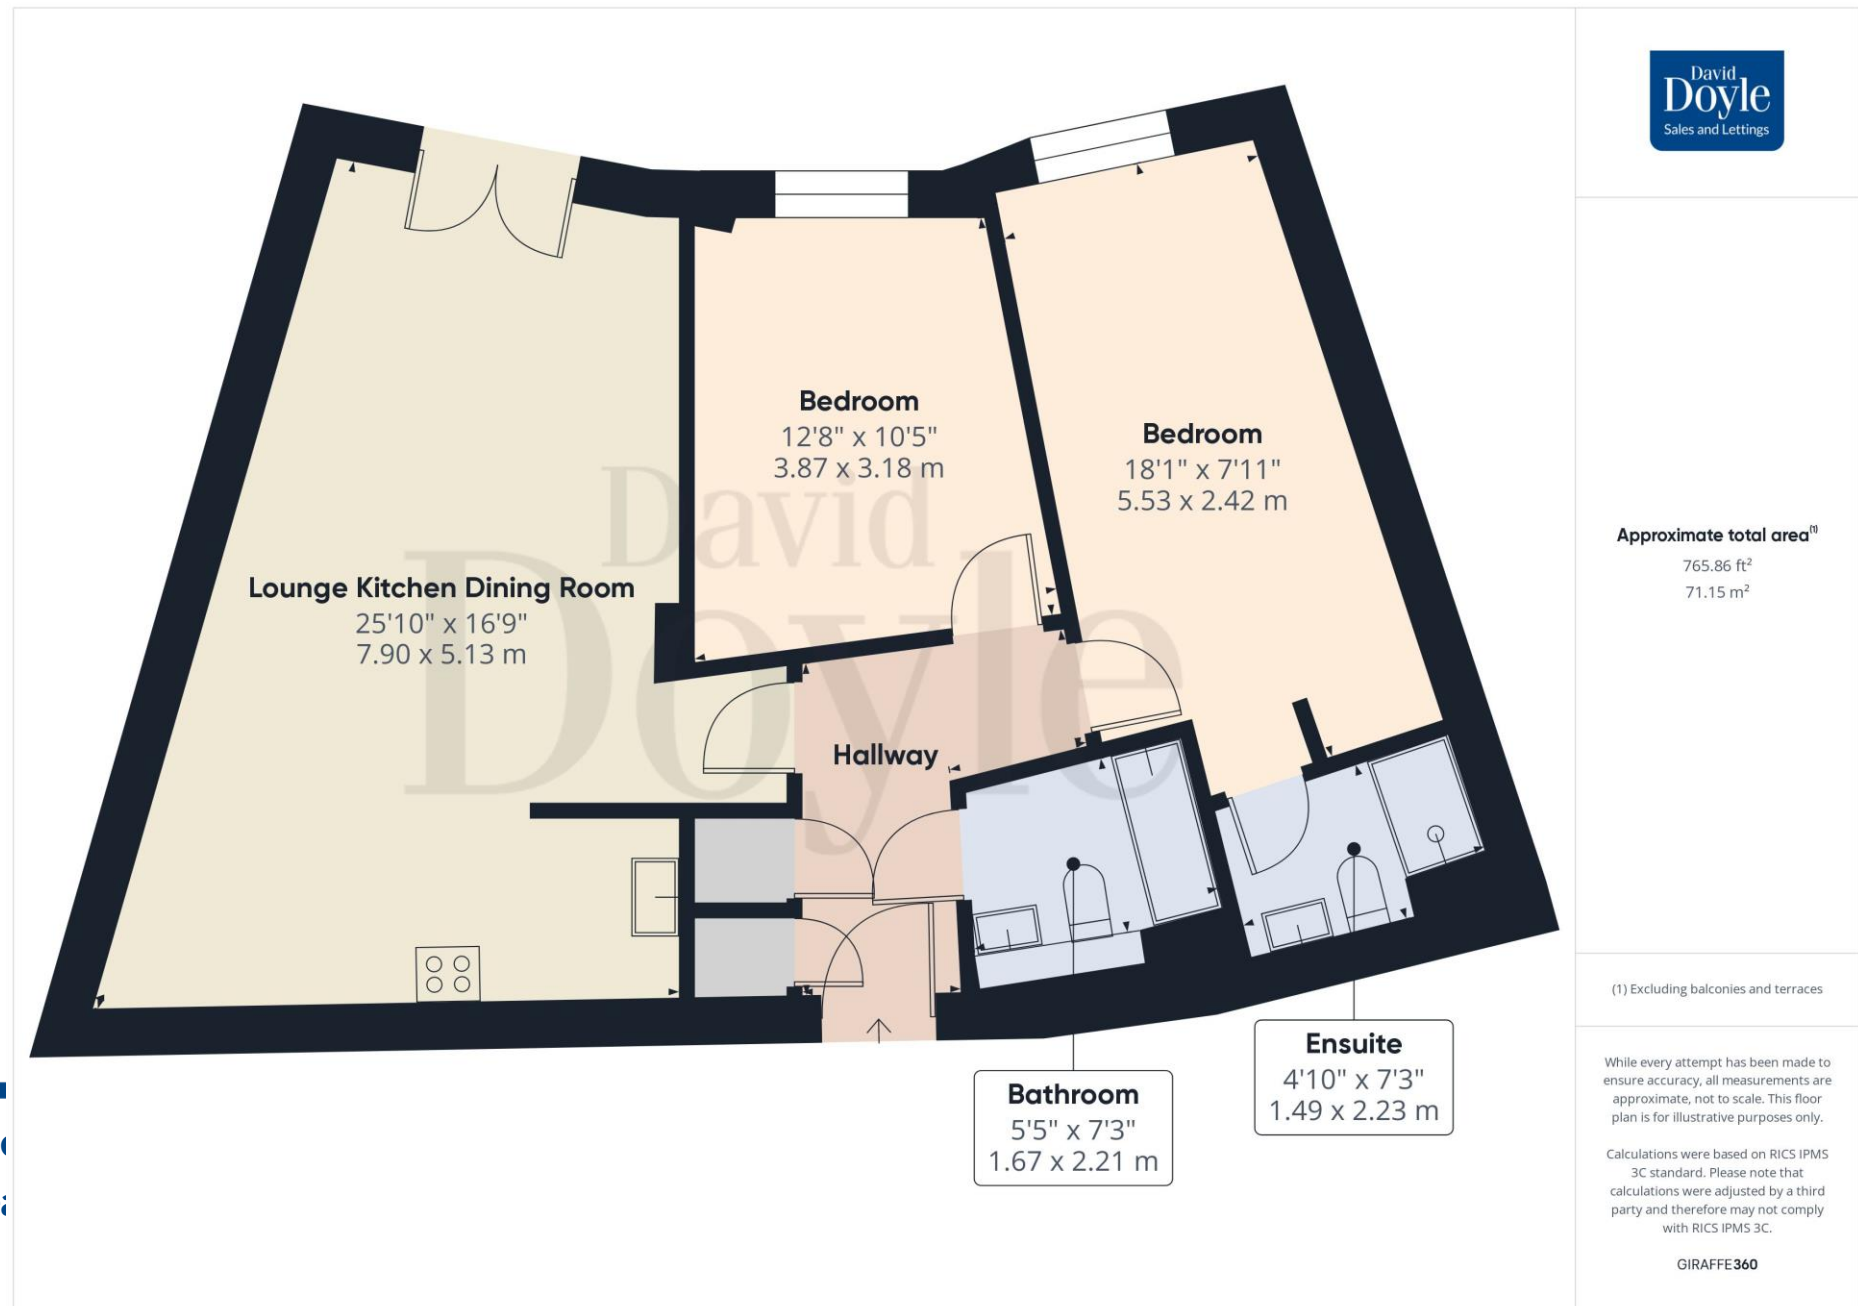 David
Doyle
Sales and Lettings
Bedroom
12'8" x 10'5"
3.87 x 3.18 m
Bedroom
18'1" x 7'11"
5.53 x 2.42 m
Lounge Kitchen Dining Room
25'10" x 16'9"
7.90 x 5.13 m
David
Doyle
Hallway
Bathroom
5'5" x 7'3"
1.67 x 2.21 m
Ensuite
4'10" x 7'3"
1.49 x 2.23 m
Approximate total area(1)
765.86 ft²
71.15 m²
(1) Excluding balconies and terraces
While every attempt has been made to
ensure accuracy, all measurements are
approximate, not to scale. This floor
plan is for illustrative purposes only.
Calculations were based on RICS IPMS
3C standard. Please note that
calculations were adjusted by a third
party and therefore may not comply
with RICS IPMS 3C.
GIRAFFE360